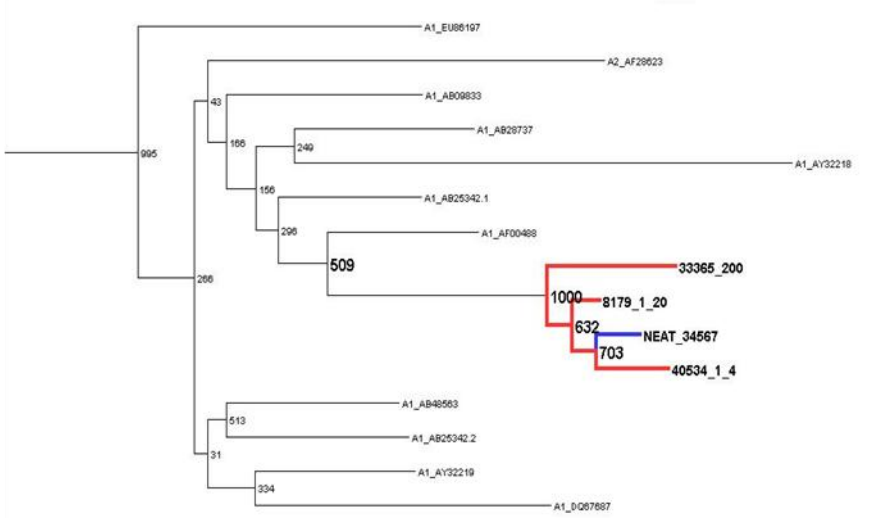 A1_EU86197
A2_AF28623
43
A1_AB09833
A1_AB28737
166
249
995
A1_AY32218
156
A1_AB25342.1
296
A1_AF00488
509
33365_200
266
1000
8179_1_20
632
NEAT_34567
703
40534_1_4
A1_AB48563
513
A1_AB25342.2
31
A1_AY32219
334
A1_DQ67687